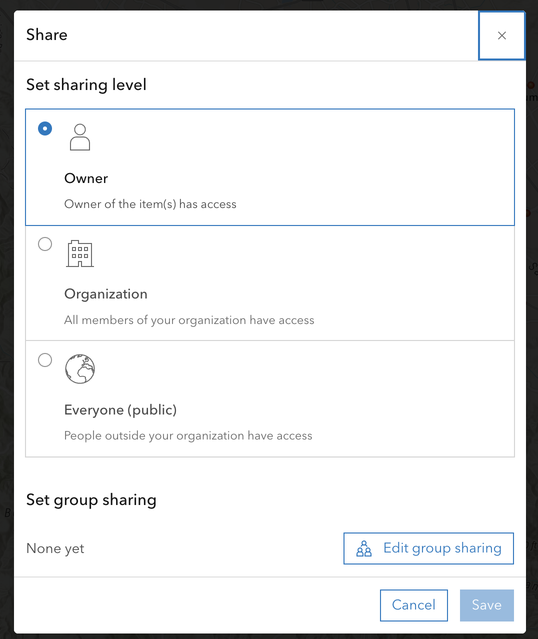 Share
Set sharing level
Owner
Owner of the item(s) has access
Organization
All members of your organization have access
Everyone (public)
People outside your organization have access
Set group sharing
None yet
Edit group sharing
Cancel
Save